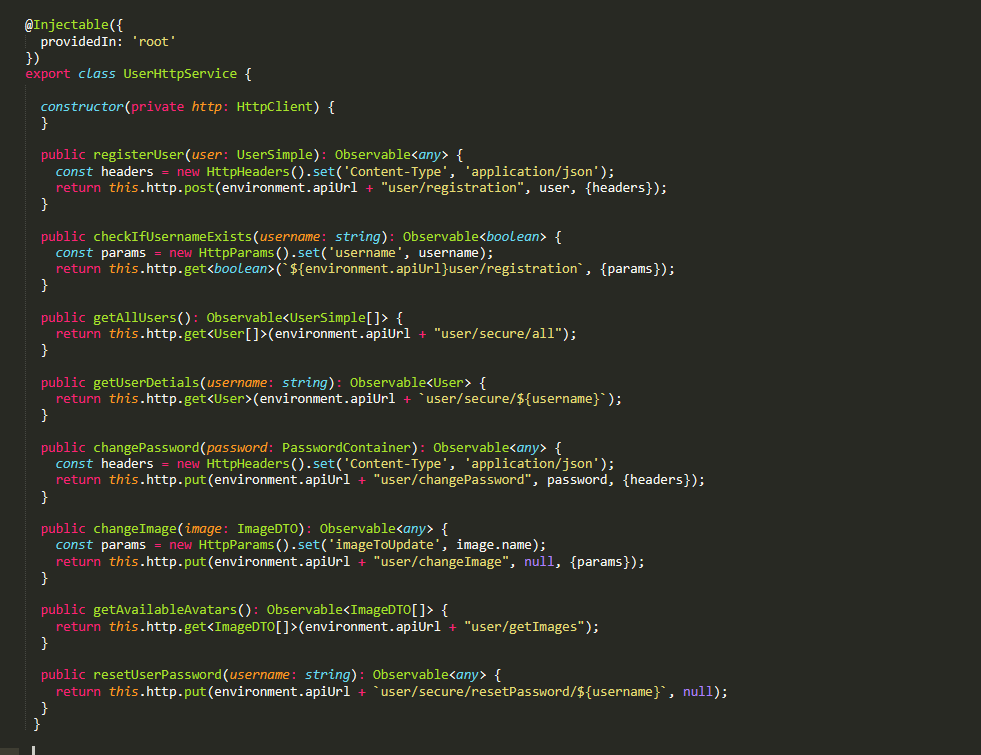 @Injectable({
  providedIn: 'root'
})
export class UserHttpService {

  constructor(private http: HttpClient) {
  }

  public registerUser(user: UserSimple): Observable<any> {
    const headers = new HttpHeaders().set('Content-Type', 'application/json');
    return this.http.post(environment.apiUrl + "user/registration", user, {headers});
  }

  public checkIfUsernameExists(username: string): Observable<boolean> {
    const params = new HttpParams().set('username', username);
    return this.http.get<boolean>(`${environment.apiUrl}user/registration`, {params});
  }

  public getAllUsers(): Observable<UserSimple[]> {
    return this.http.get<User[]>(environment.apiUrl + "user/secure/all");
  }

  public getUserDetials(username: string): Observable<User> {
    return this.http.get<User>(environment.apiUrl + `user/secure/${username}`);
  }

  public changePassword(password: PasswordContainer): Observable<any> {
    const headers = new HttpHeaders().set('Content-Type', 'application/json');
    return this.http.put(environment.apiUrl + "user/changePassword", password, {headers});
  }

  public changeImage(image: ImageDTO): Observable<any> {
    const params = new HttpParams().set('imageToUpdate', image.name);
    return this.http.put(environment.apiUrl + "user/changeImage", null, {params});
  }

  public getAvailableAvatars(): Observable<ImageDTO[]> {
    return this.http.get<ImageDTO[]>(environment.apiUrl + "user/getImages");
  }

  public resetUserPassword(username: string): Observable<any> {
    return this.http.put(environment.apiUrl + `user/secure/resetPassword/${username}`, null);
  }
}